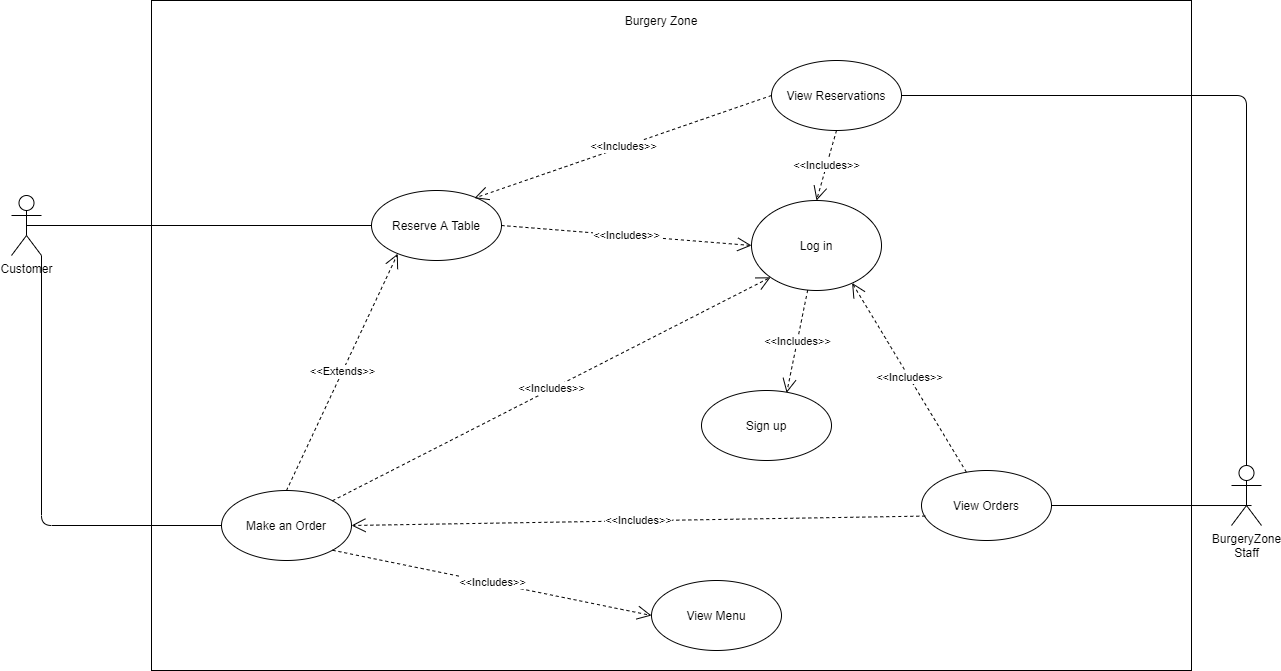 Burgery Zone
View Reservations
<<Includes>>
<<Includes>>
Reserve A Table
<<Includes>>
Log in
Customer
<<Includes>>
<<Extends>>
<<Includes>>
<<Includes>>
Sign up
View Orders
Make an Order
<<Includes>>
BurgeryZone
Staff
<<Includes>>
View Menu